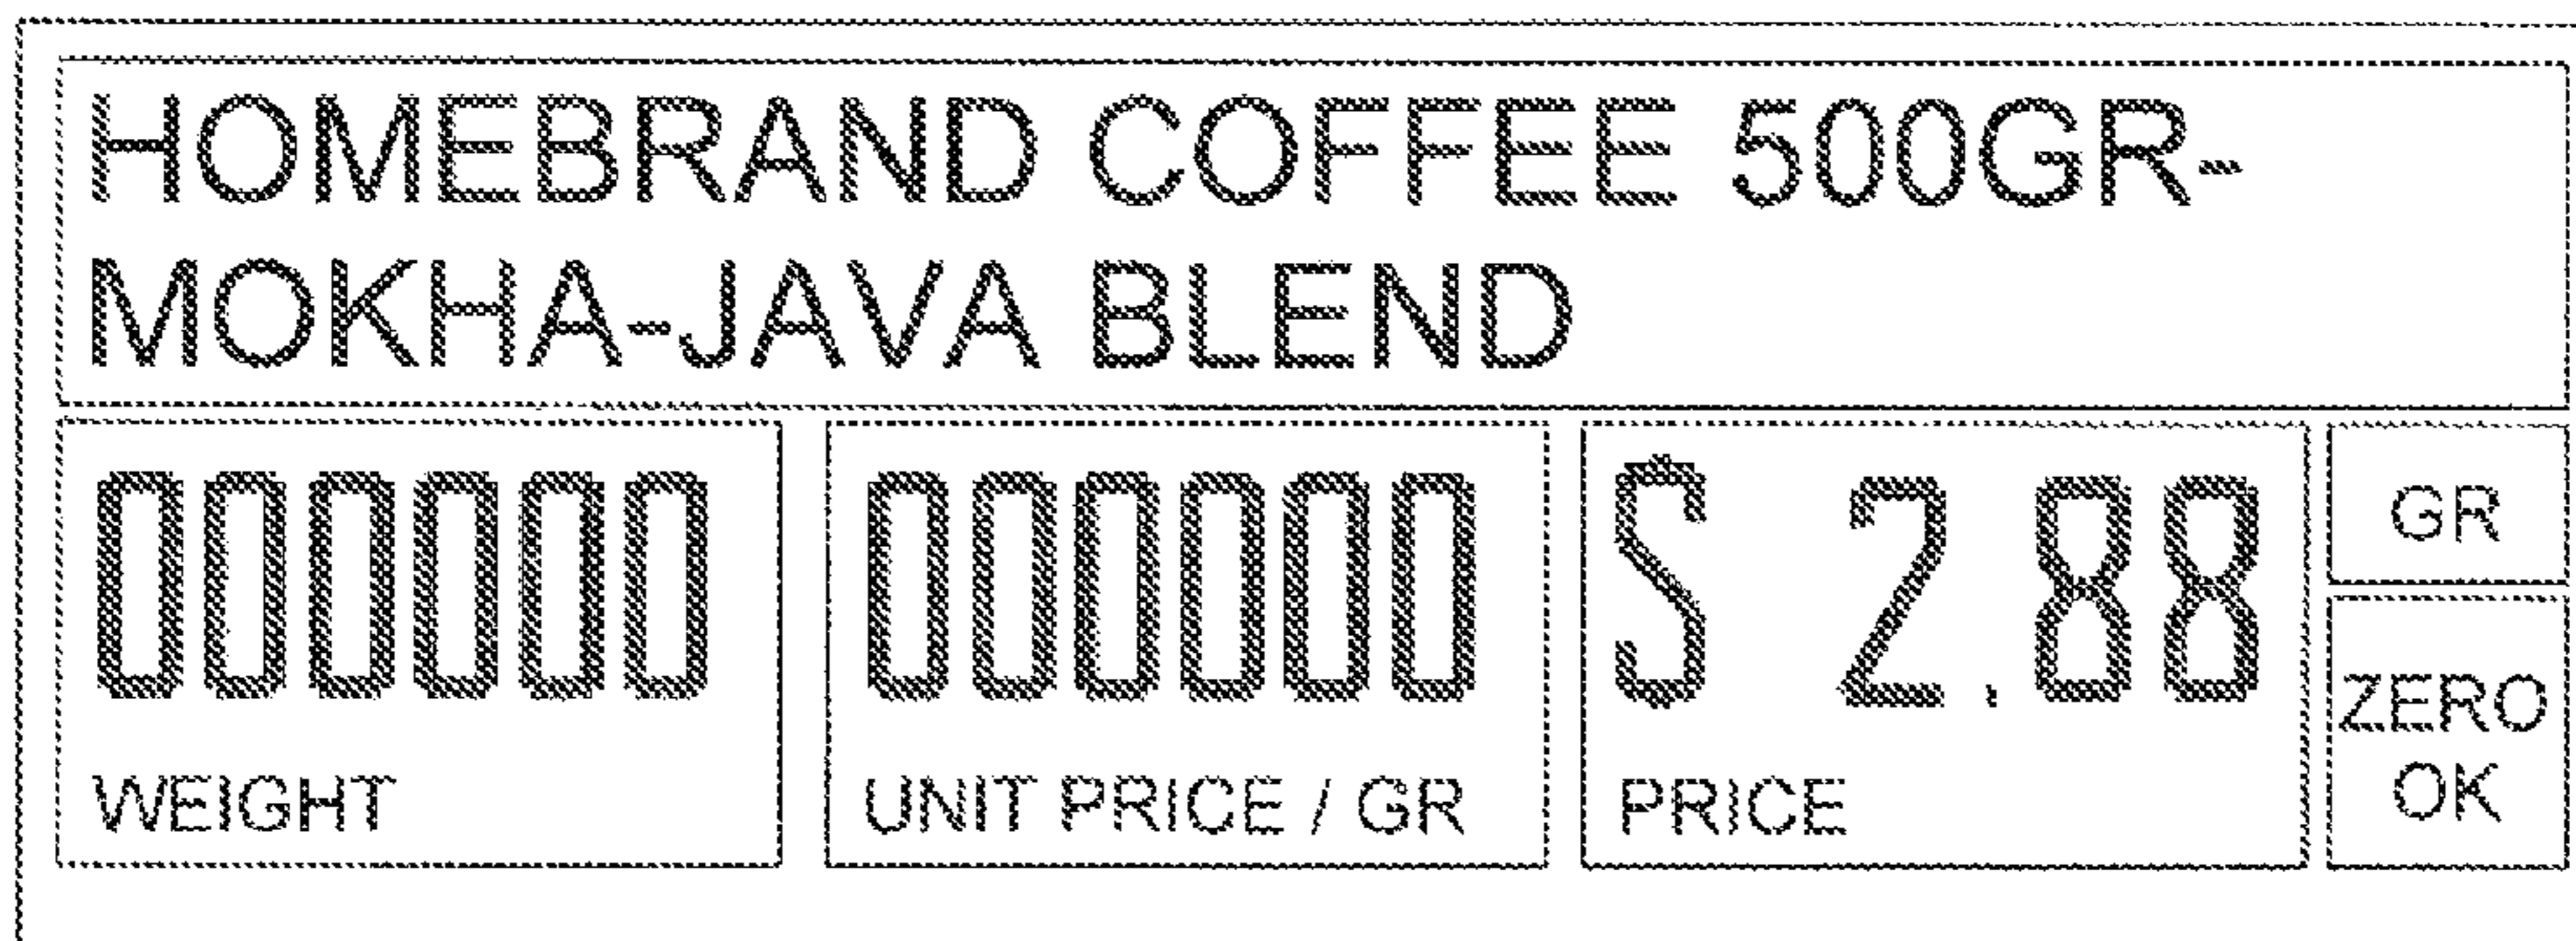 HOMEBRAND COFFEE 500GR-
MOKHA-JAVA BLEND
000000
WEIGHT
000000
UNIT PRICE / GR
$ 2.88
PRICE
GR
ZERO
OK